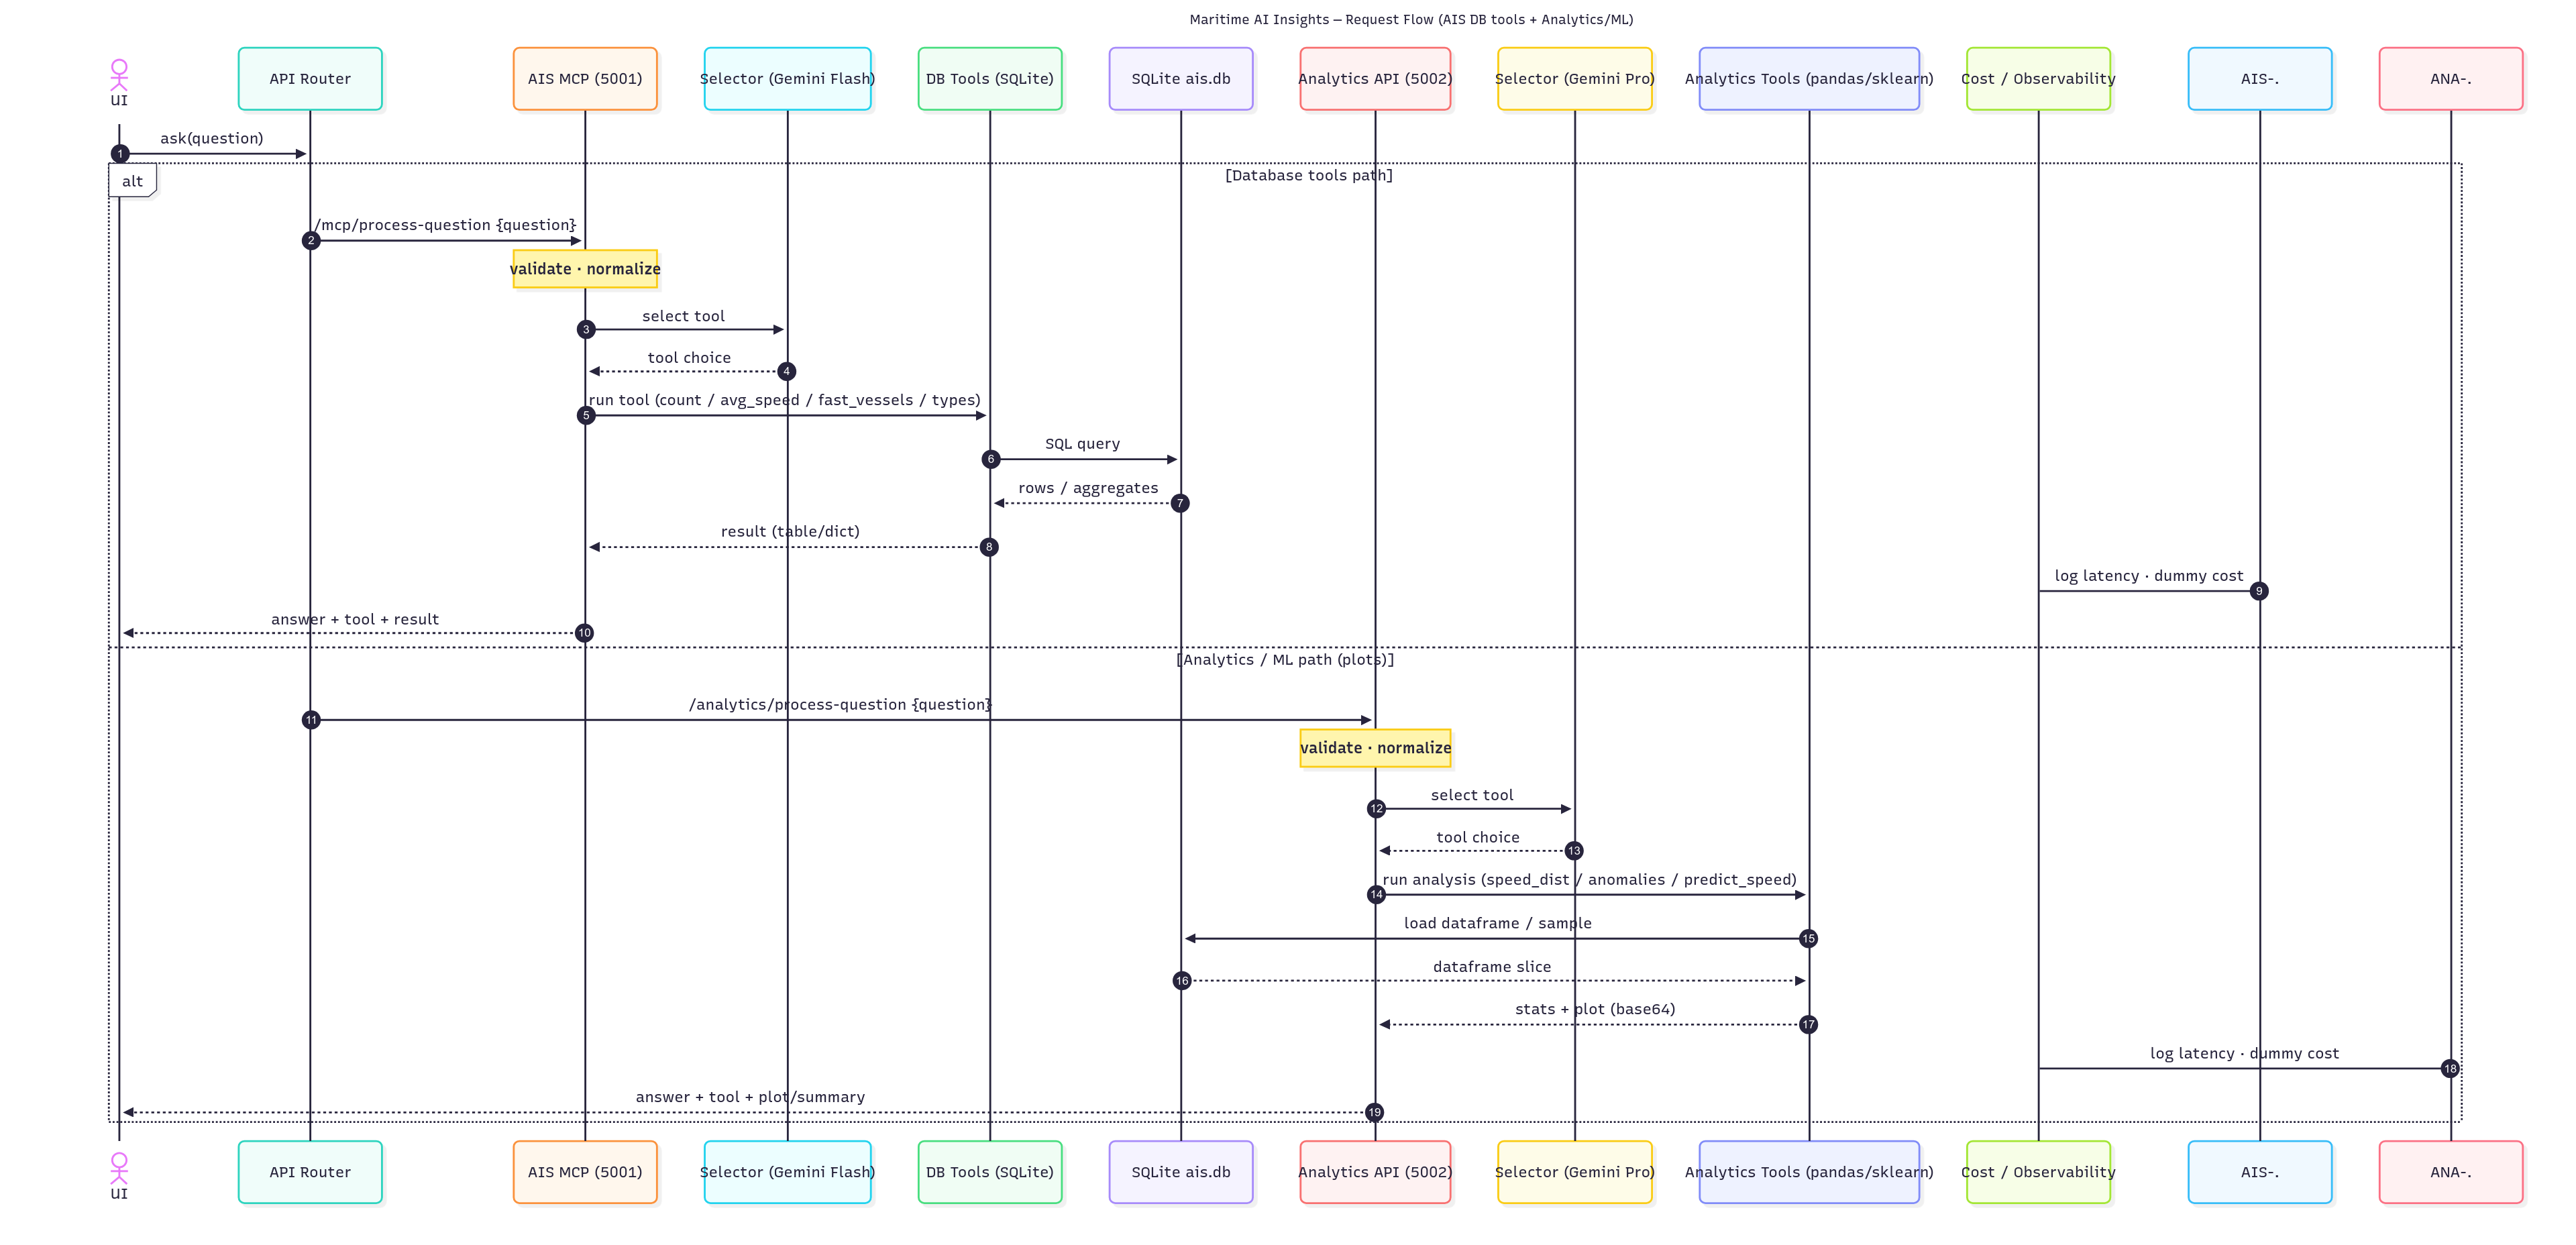 Maritime AI Insights — Request Flow (AIS DB tools + Analytics/ML)
UI
API Router
AIS MCP (5001)
Selector (Gemini Flash)
DB Tools (SQLite)
SQLite ais.db
Analytics API (5002)
Selector (Gemini Pro)
Analytics Tools (pandas/sklearn)
Cost / Observability
AIS-.
ANA-.
1
ask(question)
alt
[Database tools path]
2
/mcp/process-question {question}
validate · normalize
3
select tool
4
tool choice
5
run tool (count / avg_speed / fast_vessels / types)
6
SQL query
7
rows / aggregates
8
result (table/dict)
9
log latency · dummy cost
10
answer + tool + result
[Analytics / ML path (plots)]
11
/analytics/process-question {question}
validate · normalize
12
select tool
13
tool choice
14
run analysis (speed_dist / anomalies / predict_speed)
15
load dataframe / sample
16
dataframe slice
17
stats + plot (base64)
18
log latency · dummy cost
19
answer + tool + plot/summary
UI
API Router
AIS MCP (5001)
Selector (Gemini Flash)
DB Tools (SQLite)
SQLite ais.db
Analytics API (5002)
Selector (Gemini Pro)
Analytics Tools (pandas/sklearn)
Cost / Observability
AIS-.
ANA-.